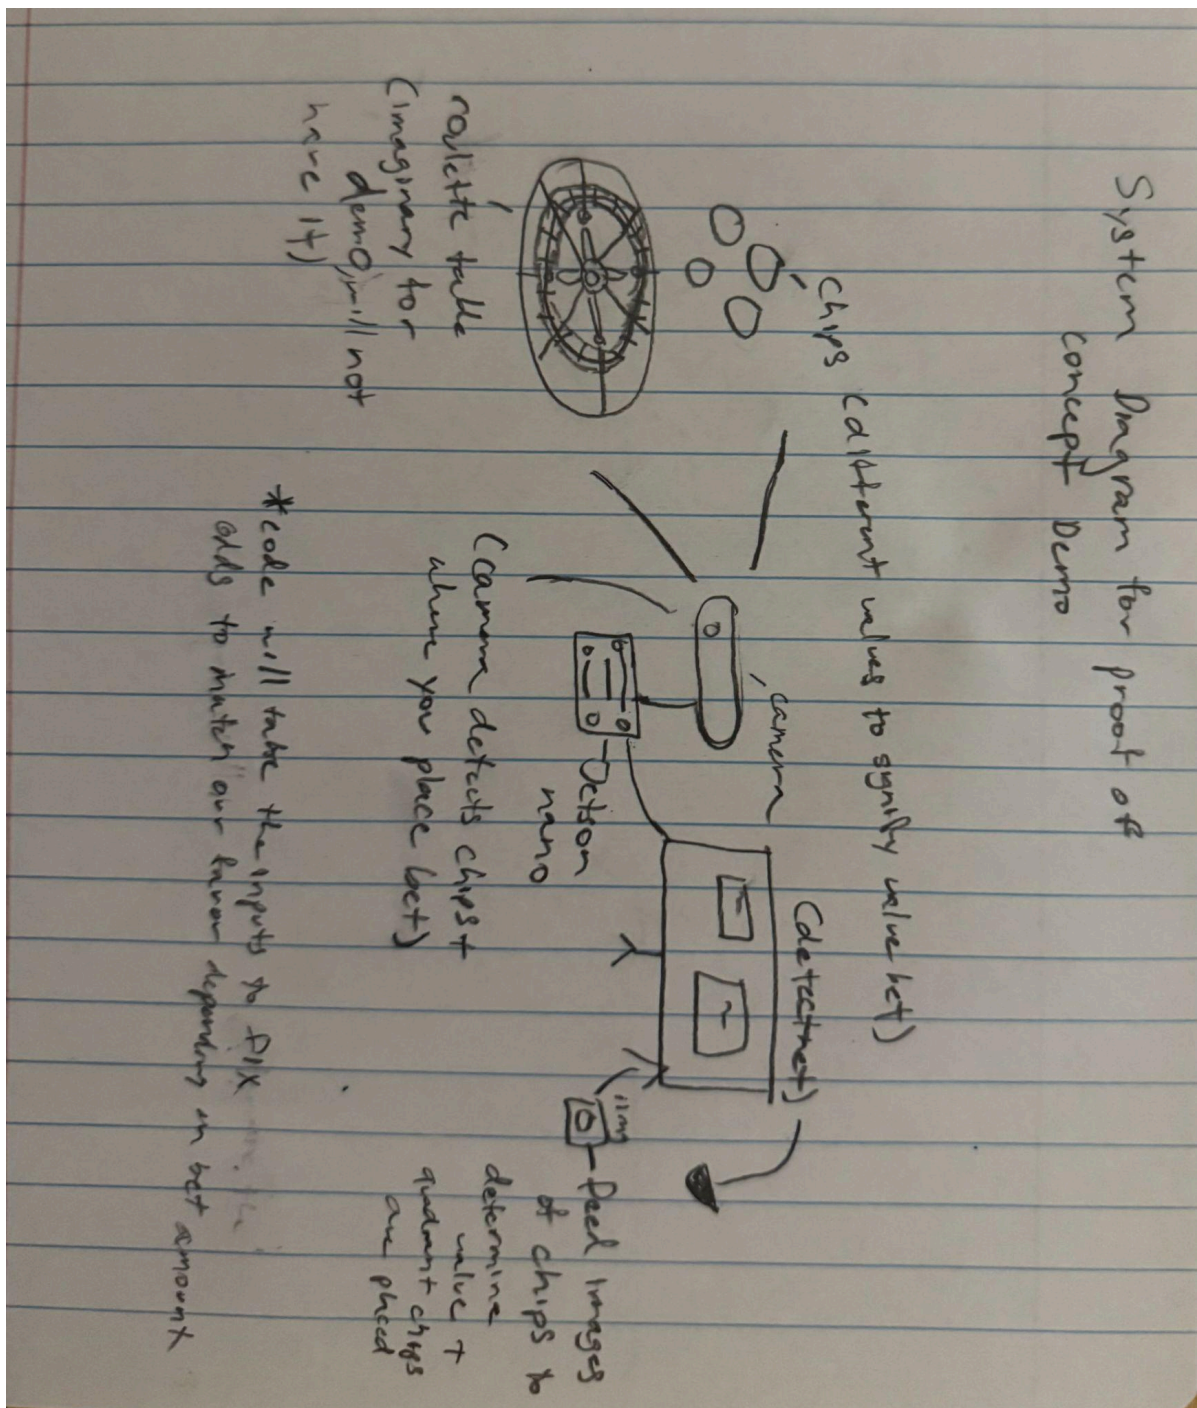 System Diagram for proof of
concept Demo
chips (different values to signify value bet)
roulette table
(imaginary to
demo, will not
have it)
camera
(detectnet)
Jetson
nano
(camera detects chips +
where you place bet)
feed images
of chips to
determine
value +
quadrant chips
are placed
*code will take the inputs to fix
odds to match our favor depending on bet amount